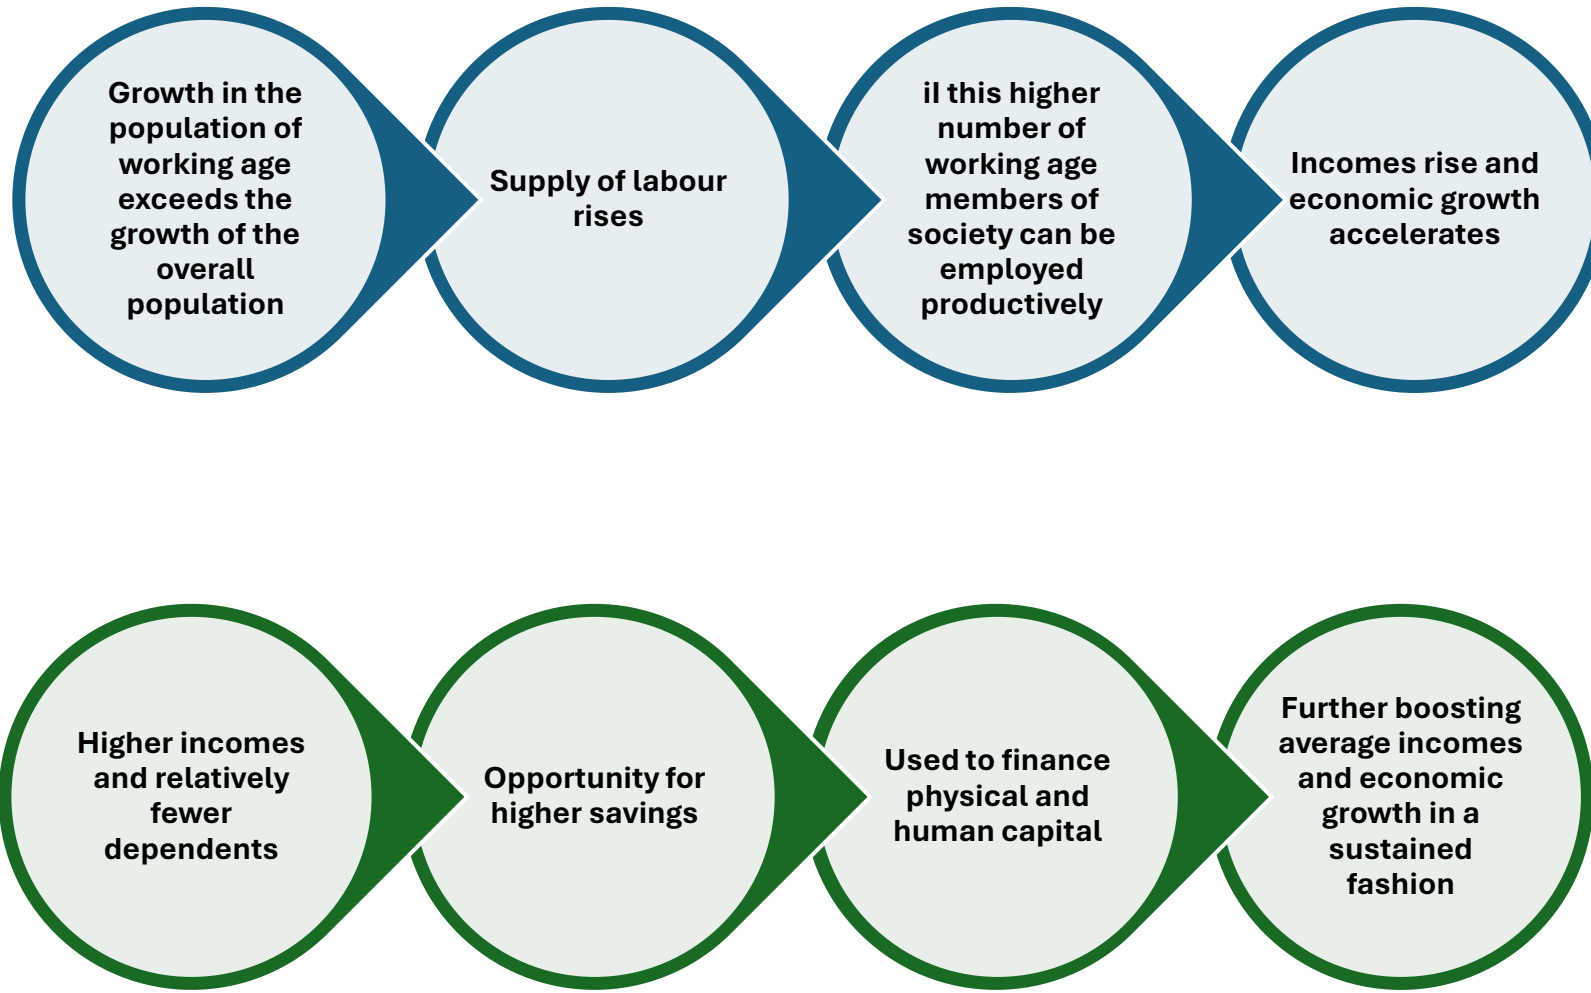 Growth in the
population of
working age
exceeds the
growth of the
overall
population
Supply of labour
rises
iI this higher
number of
working age
members of
society can be
employed
productively
Incomes rise and
economic growth
accelerates
Higher incomes
and relatively
fewer
dependents
Opportunity for
higher savings
Used to finance
physical and
human capital
Further boosting
average incomes
and economic
growth in a
sustained
fashion